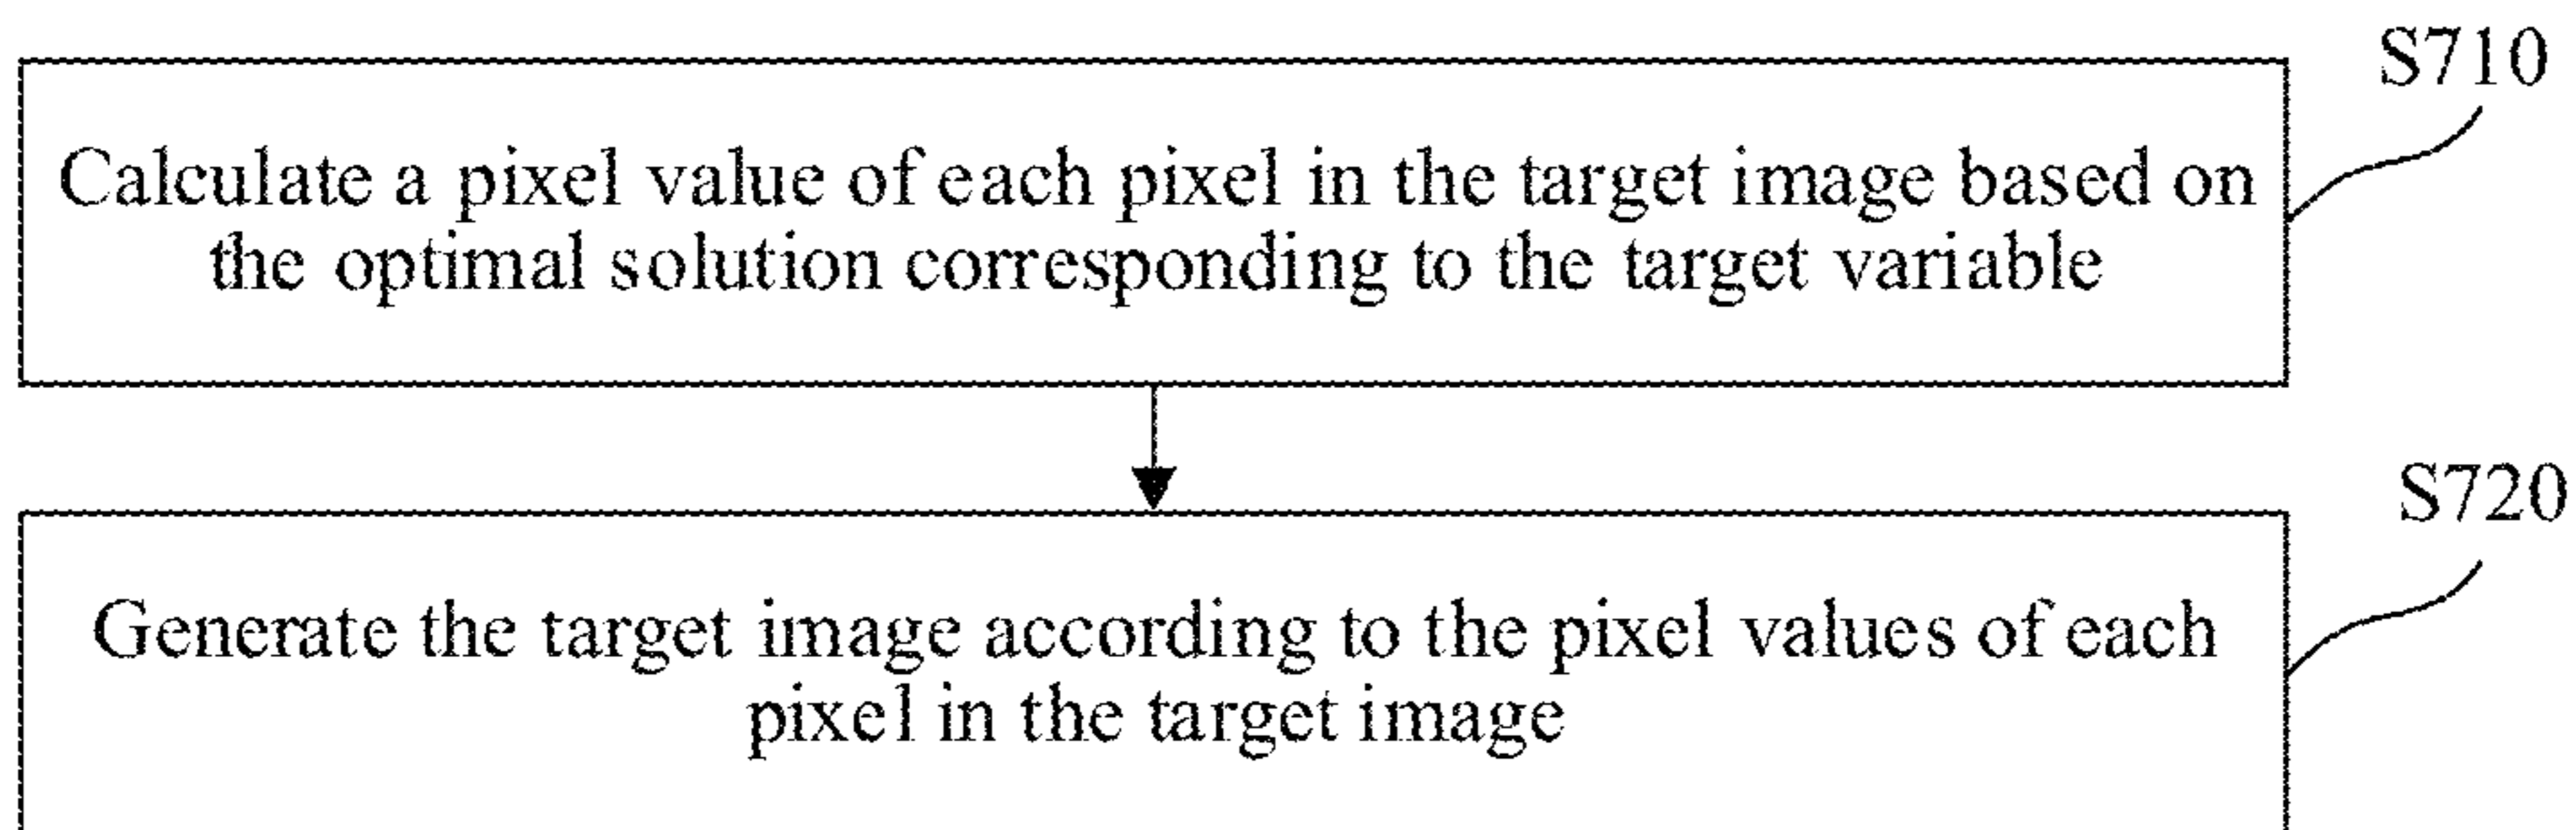 S710
Calculate a pixel value of each pixel in the target image based on
the optimal solution corresponding to the target variable
S720
Generate the target image according to the pixel values of each
pixel in the target image